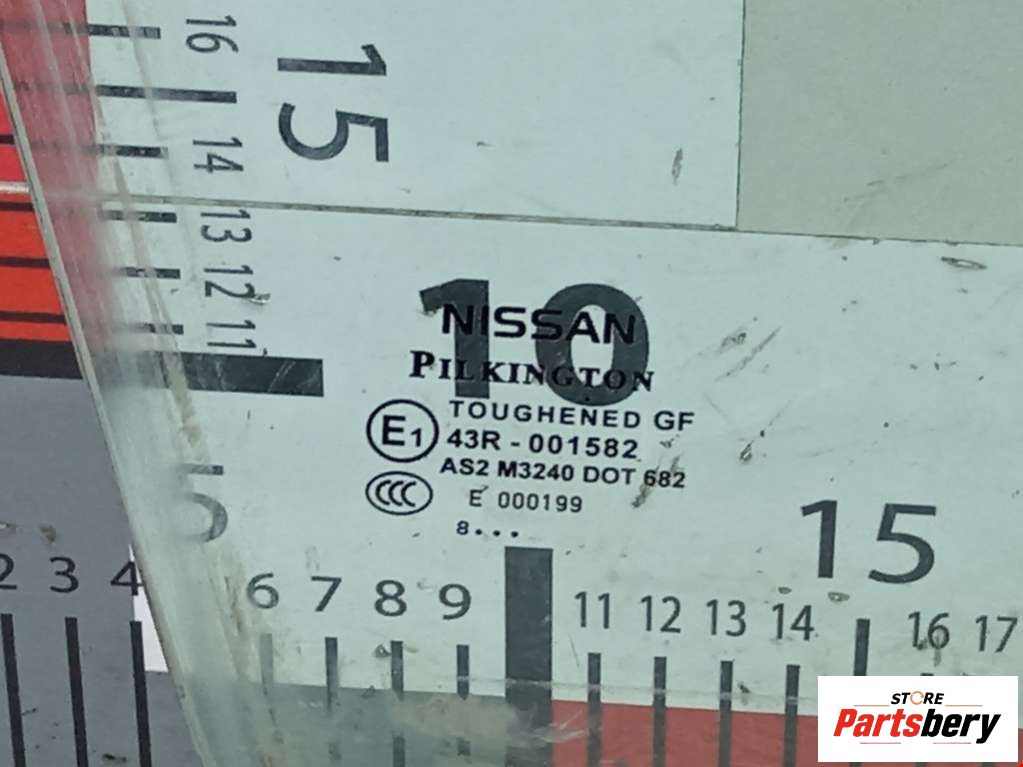 16
15
14
13
12
11
10
NISSAN
PILKINGTON
TOUGHENED GF
E1
43R - 001582
AS2 M3240 DOT 682
CCC
E 000199
8...
15
2 3 4 6 7 8 9 11 12 13 14 16 17
STORE
Partsbery